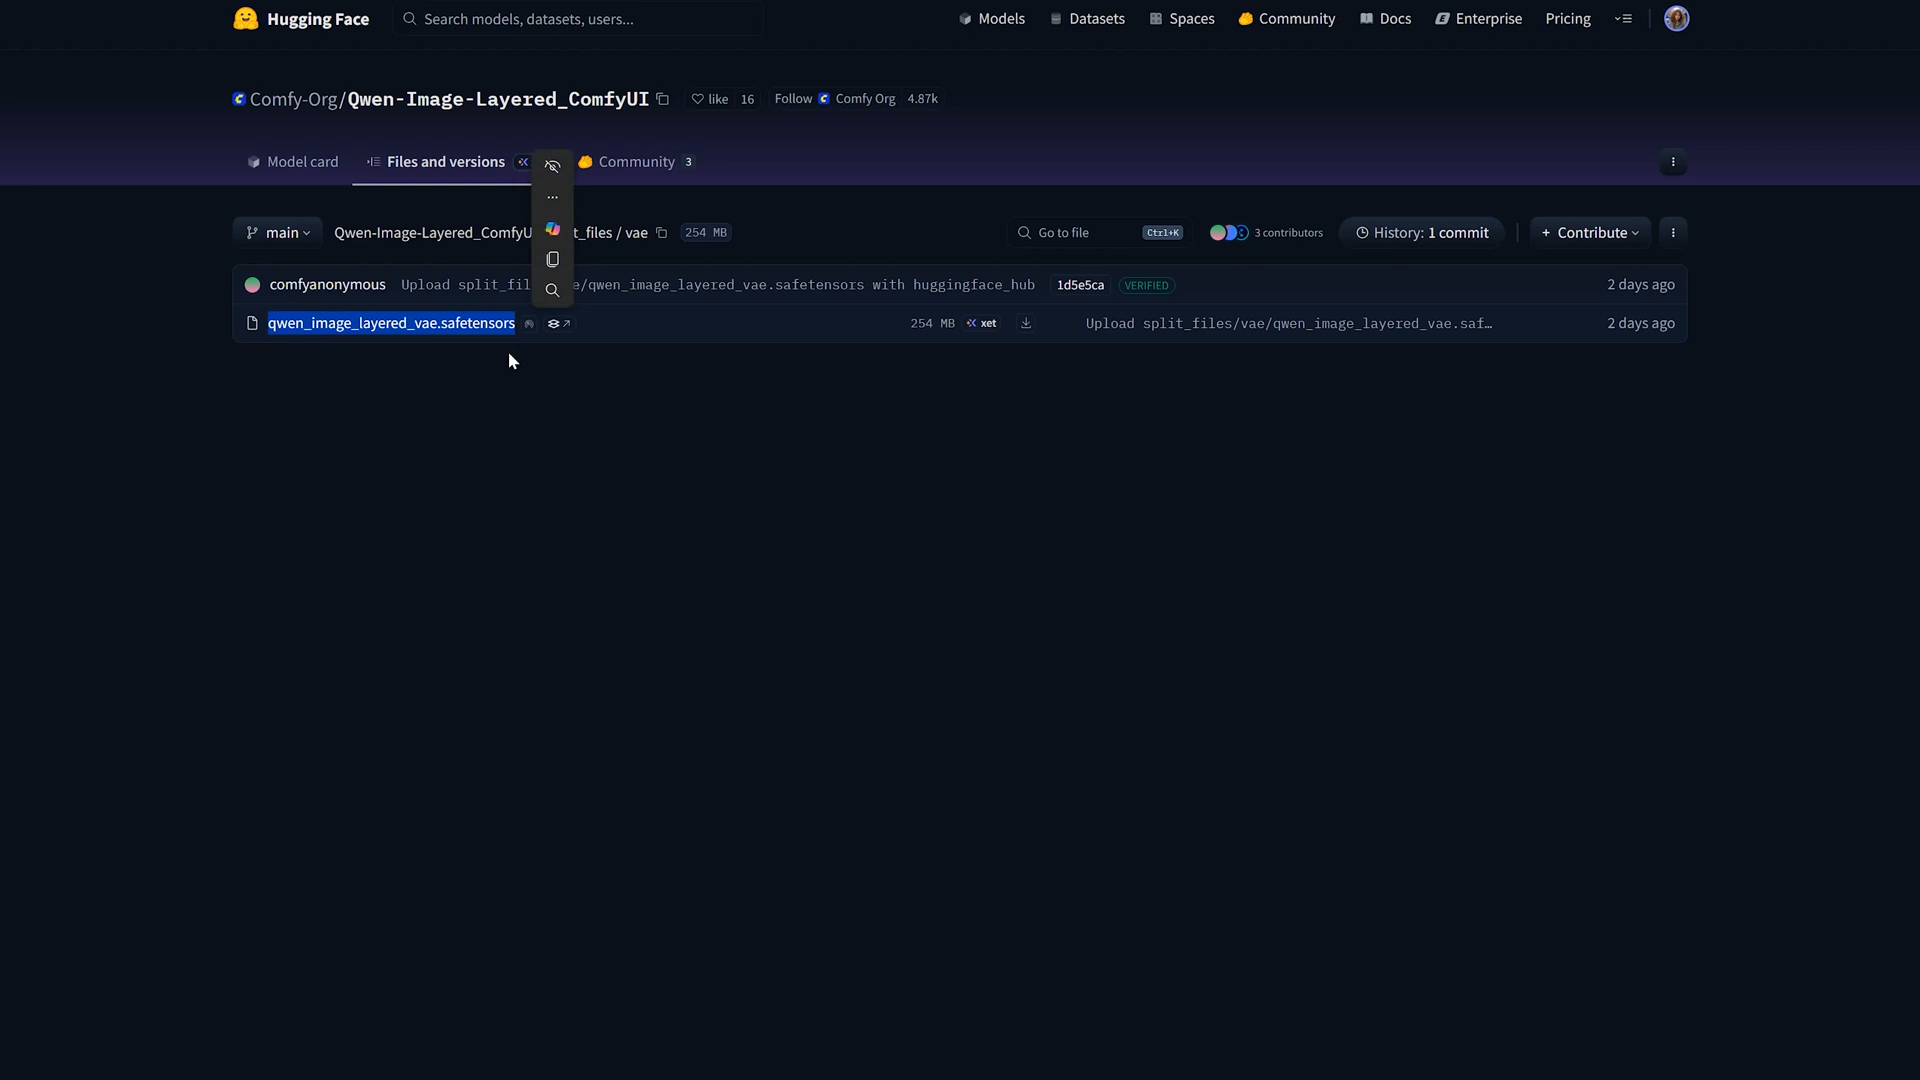 Hugging Face Search models, datasets, users... Models Datasets Spaces Community Docs Enterprise Pricing
Comfy-Org/Qwen-Image-Layered_ComfyUI like 16 Follow Comfy Org 4.87k
Model card Files and versions Community 3
main Qwen-Image-Layered_ComfyU t_files / vae 254 MB Go to file Ctrl+K 3 contributors History: 1 commit + Contribute
comfyanonymous Upload split_fil e/qwen_image_layered_vae.safetensors with huggingface_hub 1d5e5ca VERIFIED 2 days ago
qwen_image_layered_vae.safetensors 254 MB xet Upload split_files/vae/qwen_image_layered_vae.saf… 2 days ago